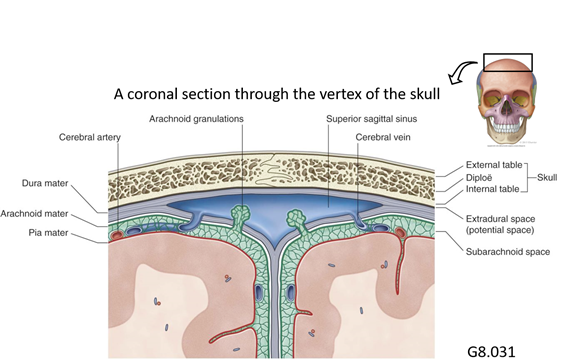 A coronal section through the vertex of the skull
Arachnoid granulations
Superior sagittal sinus
Cerebral artery
Cerebral vein
External table
Diploë
Skull
Internal table
Dura mater
Arachnoid mater
Extradural space
(potential space)
Pia mater
Subarachnoid space
G8.031